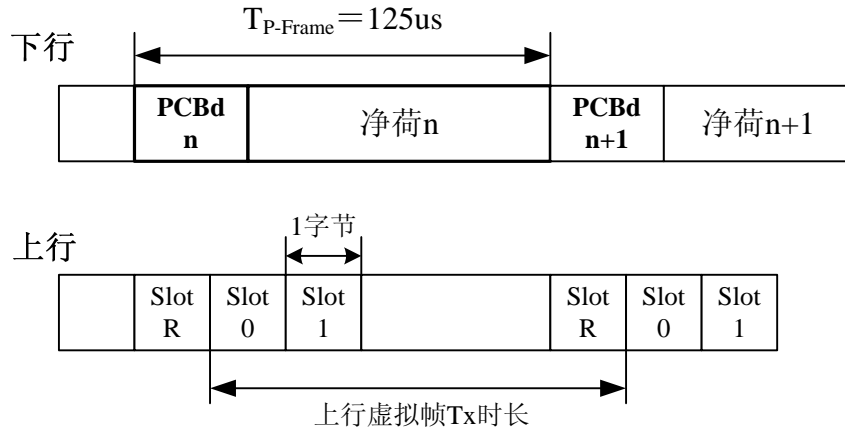 T_P-Frame＝125us
下行
PCBd
n
净荷n
PCBd
n+1
净荷n+1
1字节
上行
Slot
R
Slot
0
Slot
1
Slot
R
Slot
0
Slot
1
上行虚拟帧Tx时长